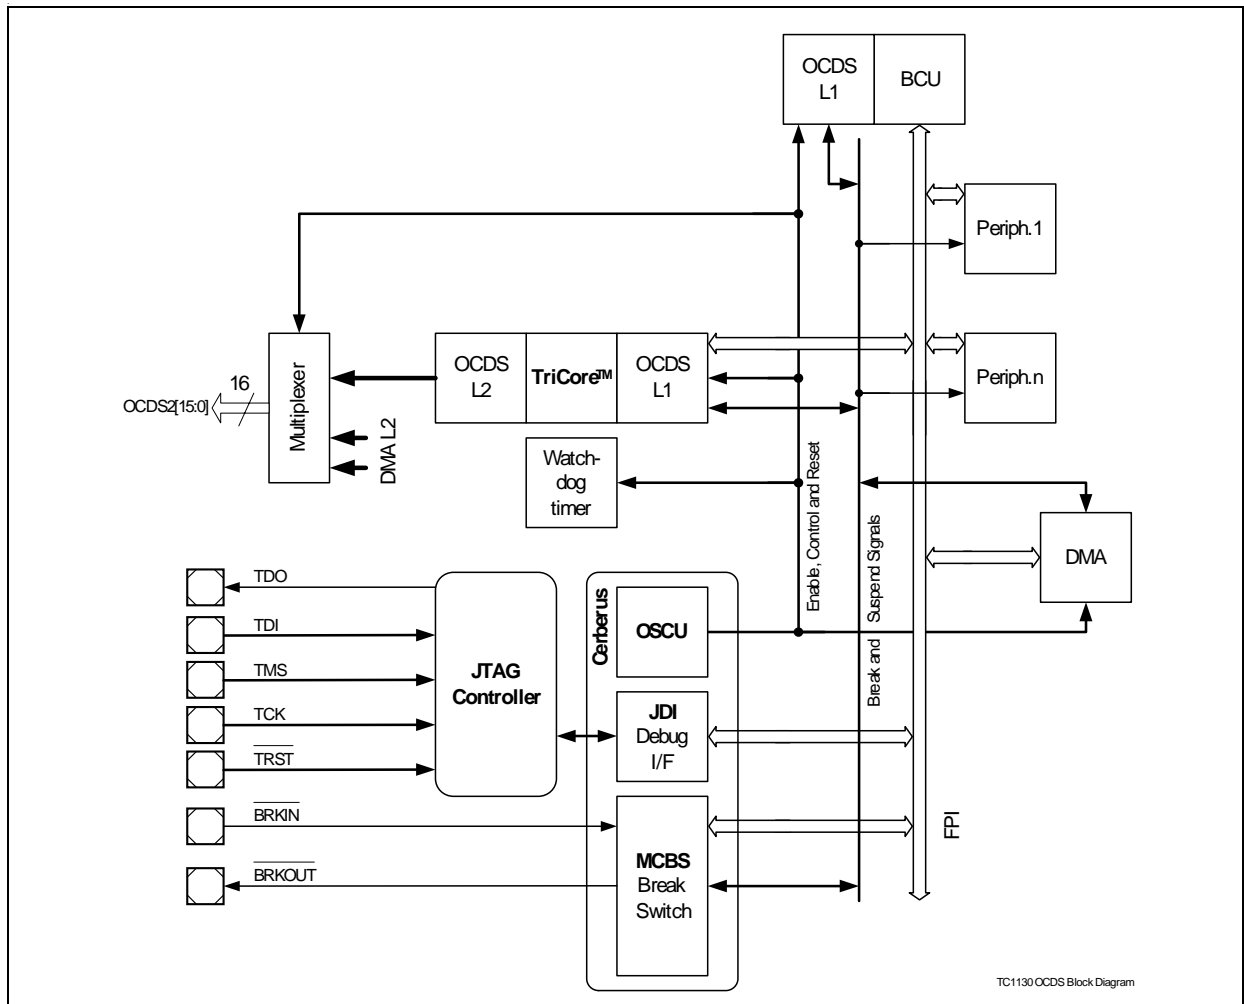 OCDS
L1
BCU
Periph.1
OCDS
L2
TriCore™
OCDS
L1
Periph.n
16
OCDS2[15:0]
Multiplexer
DMA L2
Watch-
dog
timer
Enable, Control and Reset
Break and Suspend Signals
DMA
TDO
TDI
TMS
TCK
TRST
BRKIN
BRKOUT
JTAG
Controller
Cerberus
OSCU
JDI
Debug
I/F
MCBS
Break
Switch
FPI
TC1130 OCDS Block Diagram